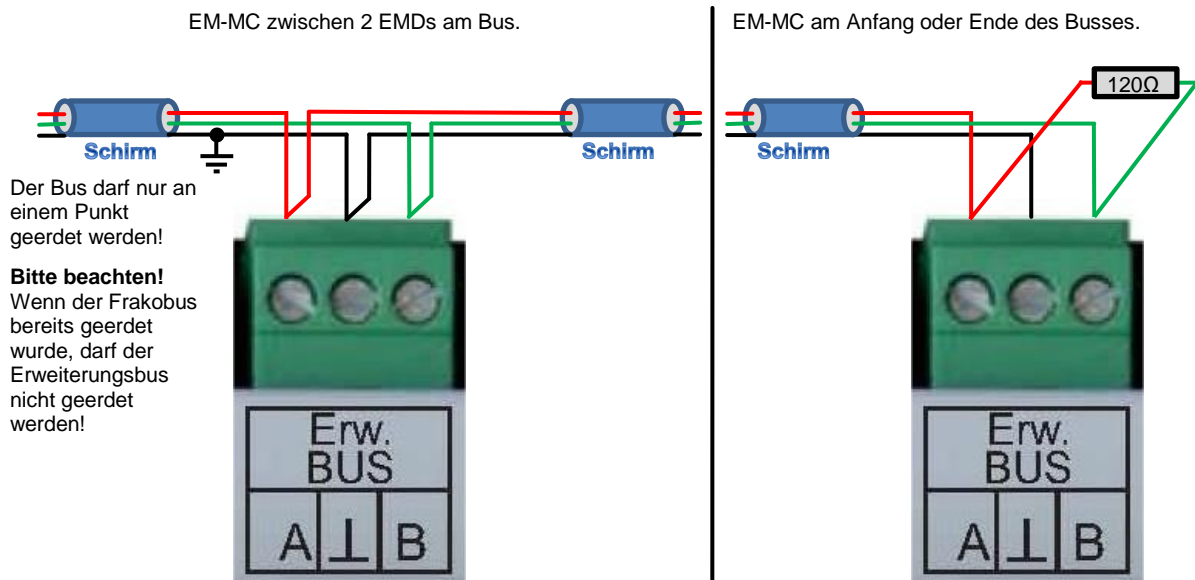 EM-MC zwischen 2 EMDs am Bus.
Schirm
Schirm
Der Bus darf nur an
einem Punkt
geerdet werden!
Bitte beachten!
Wenn der Frakobus
bereits geerdet
wurde, darf der
Erweiterungsbus
nicht geerdet
werden!
Erw.
BUS
A ⊥ B
EM-MC am Anfang oder Ende des Busses.
120Ω
Schirm
Erw.
BUS
A ⊥ B